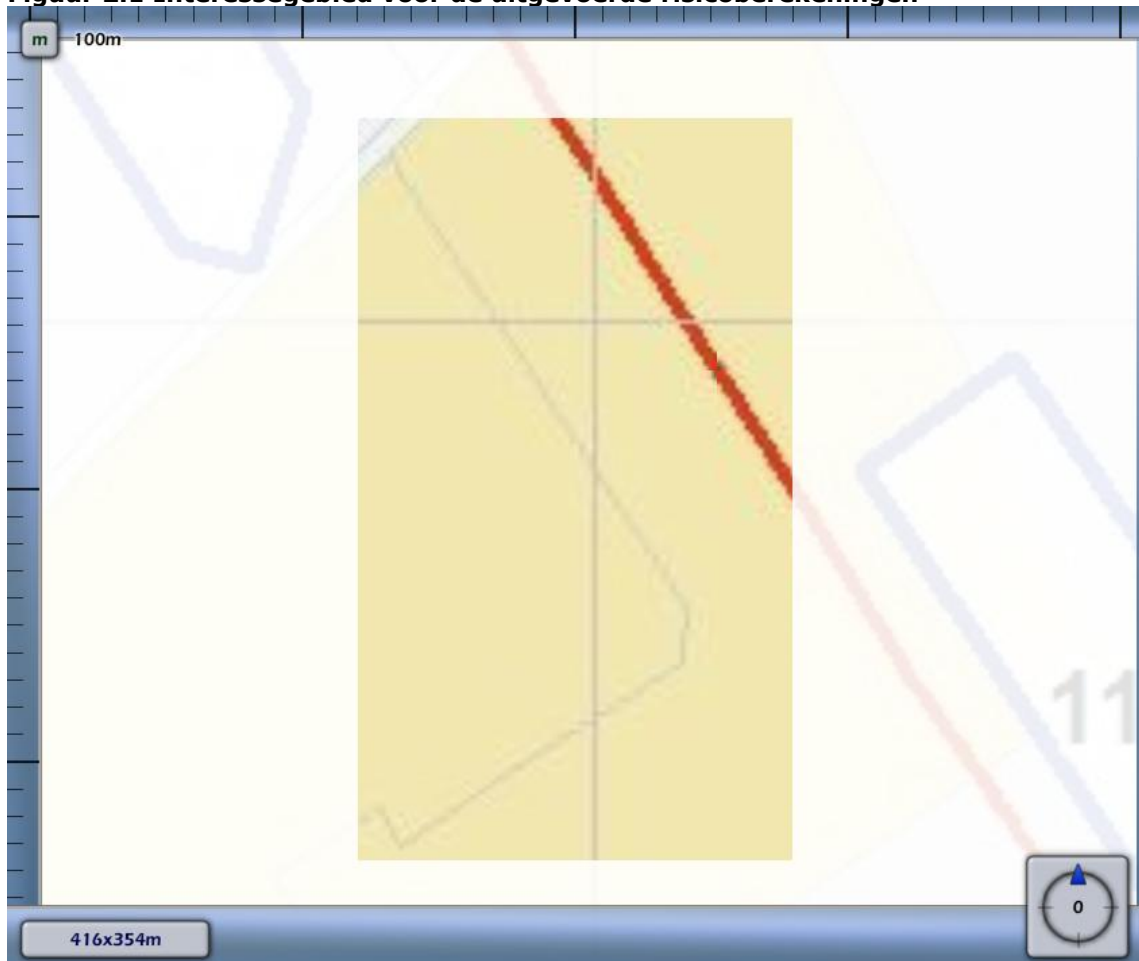 Figuur 2.1 Interessegebied voor de uitgevoerde risicoberekeningen
m
100m
11
416x354m
0